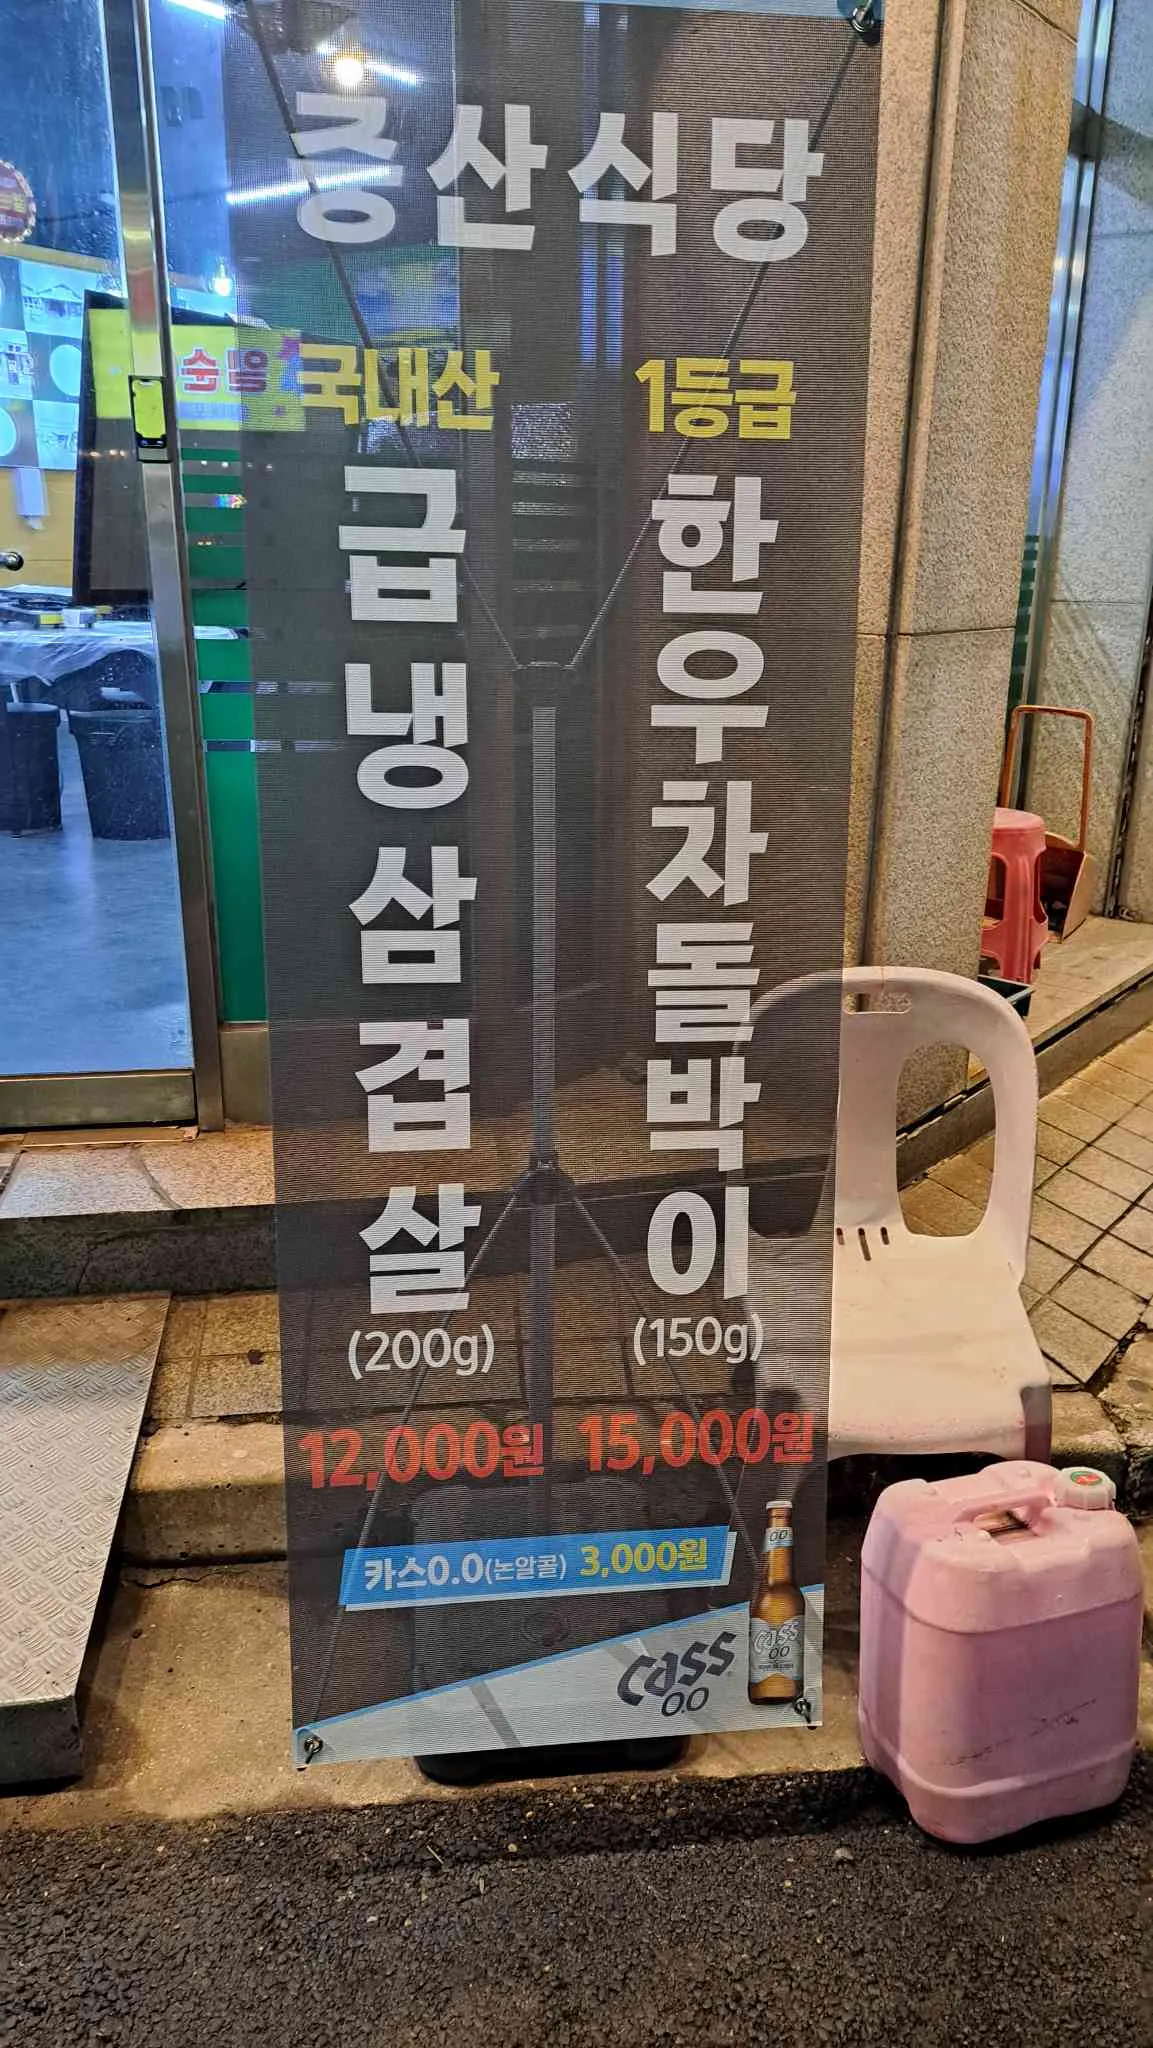 증산식당
국내산
급냉삼겹살
(200g)
12,000원
1등급
한우차돌박이
(150g)
15,000원
카스0.0(논알콜) 3,000원
cass
0.0